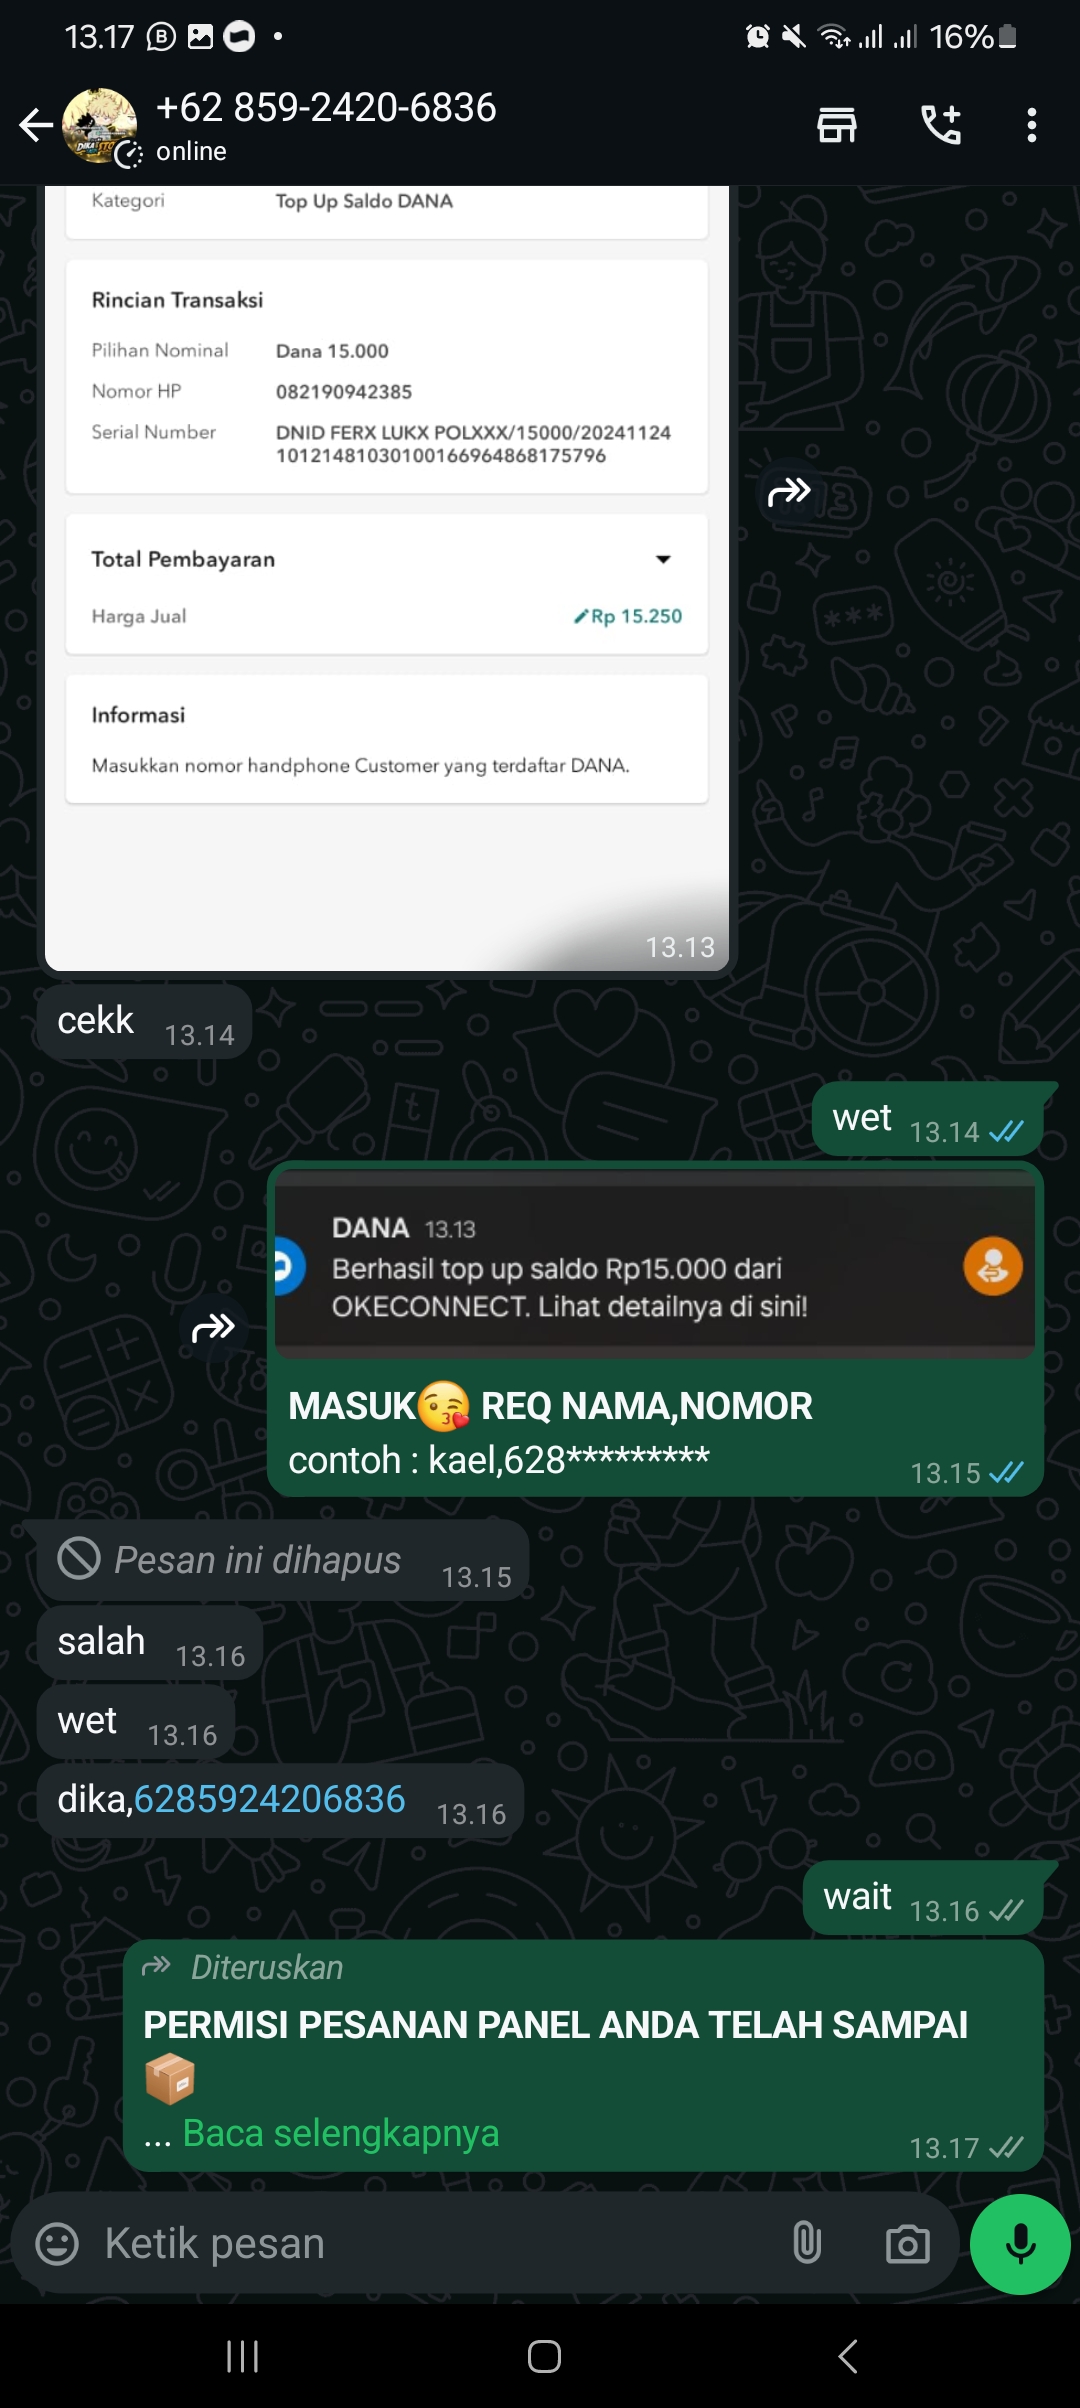 13.17
16%
+62 859-2420-6836
online
Kategori Top Up Saldo DANA
Rincian Transaksi
Pilihan Nominal Dana 15.000
Nomor HP 082190942385
Serial Number DNID FERX LUKX POLXXX/15000/20241124
10121481030100166964868175796
Total Pembayaran
Harga Jual Rp 15.250
Informasi
Masukkan nomor handphone Customer yang terdaftar DANA.
13.13
cekk 13.14
wet 13.14
DANA 13.13
Berhasil top up saldo Rp15.000 dari
OKECONNECT. Lihat detailnya di sini!
MASUK😘 REQ NAMA,NOMOR
contoh : kael,628*********
13.15
Pesan ini dihapus 13.15
salah 13.16
wet 13.16
dika,6285924206836 13.16
wait 13.16
Diteruskan
PERMISI PESANAN PANEL ANDA TELAH SAMPAI
📦
... Baca selengkapnya
13.17
Ketik pesan